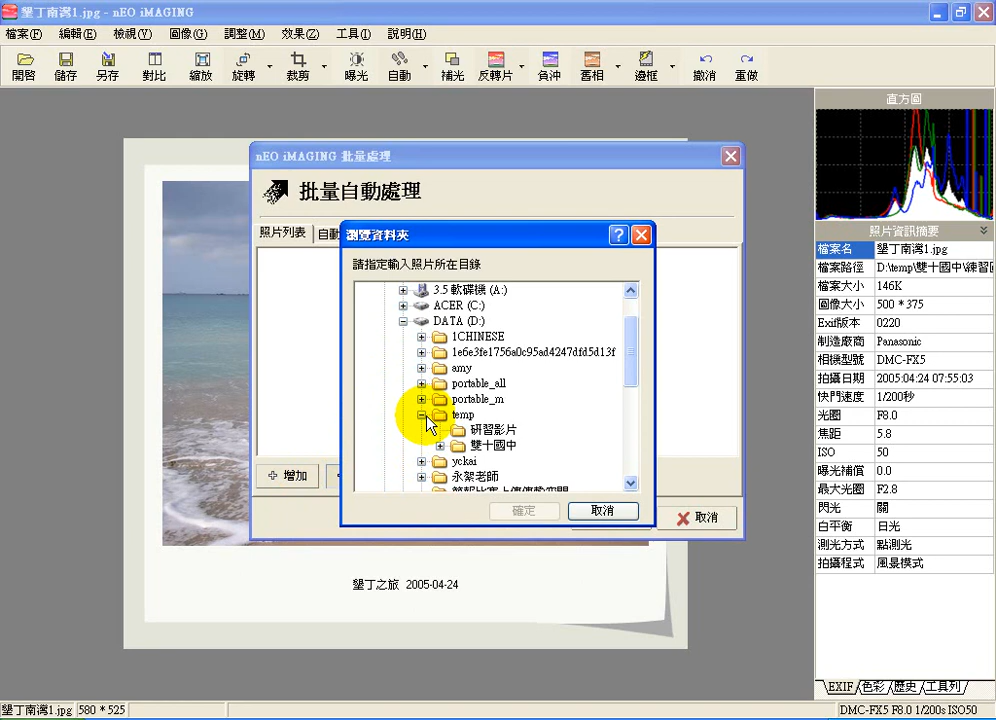 墾丁南灣1.jpg - nEO iMAGING
檔案(F) 編輯(E) 檢視(V) 圖像(G) 調整(M) 效果(Z) 工具(I) 說明(H)
開啓 儲存 另存 對比 縮放 旋轉 裁剪 曝光 自動 補光 反轉片 負沖 舊相 邊框 撤消 重做
直方圖
nEO iMAGING 批量處理
批量自動處理
照片列表 自動
瀏覽資料夾
請指定輸入照片所在目錄
3.5 軟碟機 (A:)
ACER (C:)
DATA (D:)
1CHINESE
1e6e3fe1756a0c95ad4247dfd5d13f
amy
portable_all
portable_m
temp
研習影片
雙十國中
yckai
永絮老師
確定 取消
增加
取消
照片資訊摘要
檔案名 墾丁南灣1.jpg
檔案路徑 D:\temp\雙十國中\練習圖
檔案大小 146K
圖像大小 500 * 375
Exif版本 0220
制造廠商 Panasonic
相機型號 DMC-FX5
拍攝日期 2005:04:24 07:55:03
快門速度 1/200秒
光圈 F8.0
焦距 5.8
ISO 50
曝光補償 0.0
最大光圈 F2.8
閃光 關
白平衡 日光
測光方式 點測光
拍攝程式 風景模式
墾丁之旅 2005-04-24
EXIF 色彩 歷史 工具列
墾丁南灣1.jpg 580 * 525
DMC-FX5 F8.0 1/200s ISO50